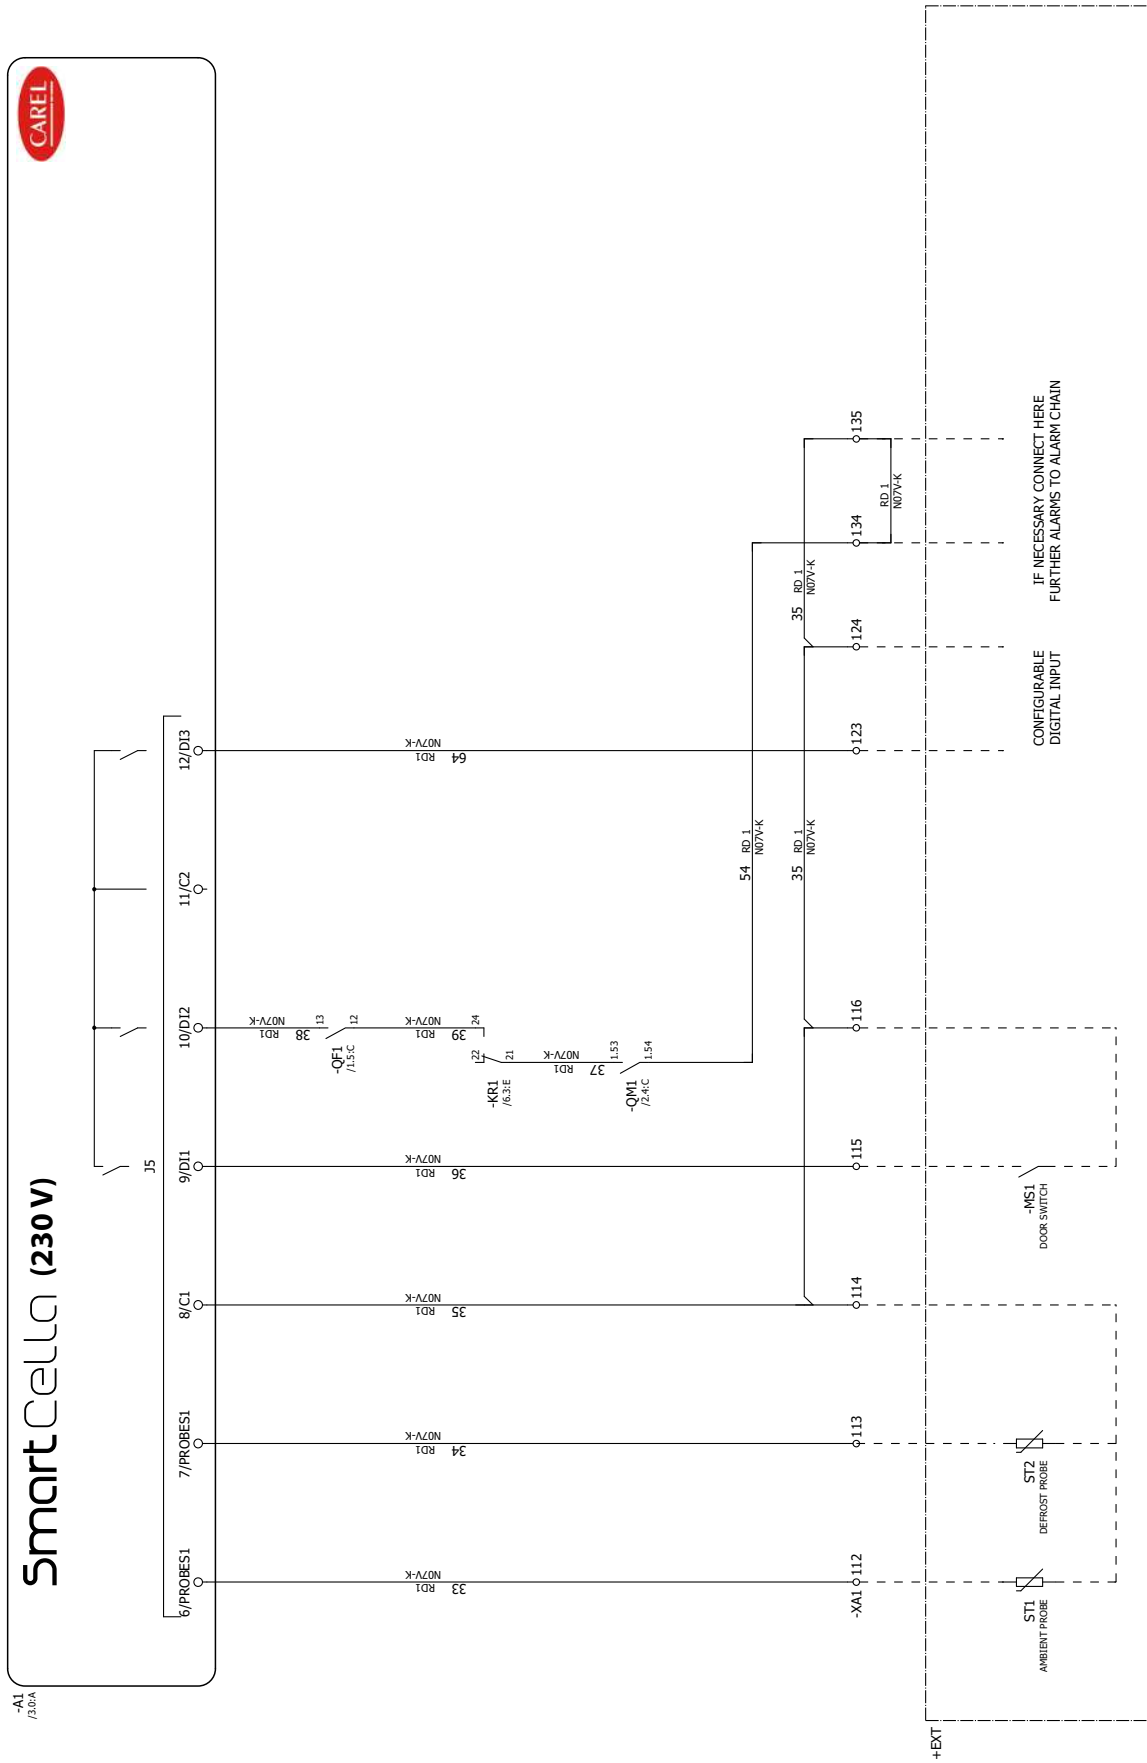 -A1
/3.0:A
SmartCella (230 V)
CAREL
J5
6/PROBES1
7/PROBES1
8/C1
9/DI1
10/DI2
11/C2
12/DI3
33
RD1
N07V-K
34
RD1
N07V-K
35
RD1
N07V-K
36
RD1
N07V-K
38
RD1
N07V-K
-QF1
/1.5:C
13
12
39
RD1
N07V-K
-KR1
/6.3:E
22
24
21
37
RD1
N07V-K
-QM1
/2.4:C
1.53
1.54
64
RD1
N07V-K
54
RD 1
N07V-K
35
RD 1
N07V-K
35
RD 1
N07V-K
RD 1
N07V-K
-XA1
112
113
114
115
116
123
124
134
135
+EXT
ST1
AMBIENT PROBE
ST2
DEFROST PROBE
-MS1
DOOR SWITCH
CONFIGURABLE
DIGITAL INPUT
IF NECESSARY CONNECT HERE
FURTHER ALARMS TO ALARM CHAIN